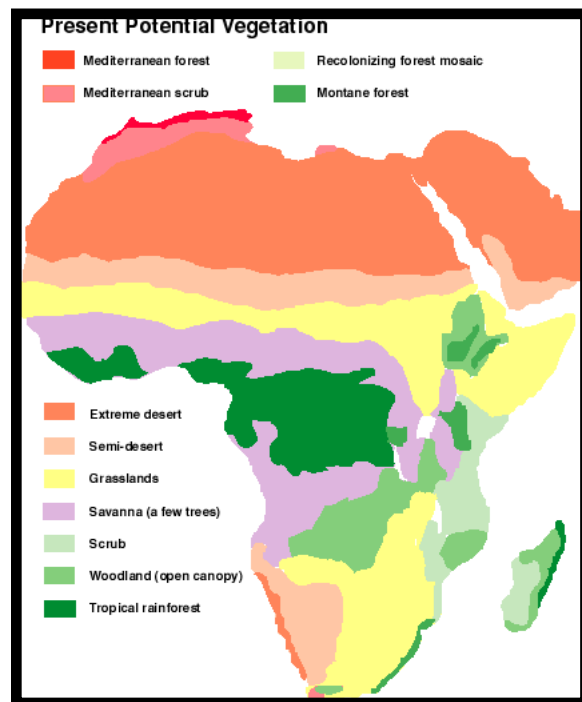 Present Potential Vegetation
Mediterranean forest
Recolonizing forest mosaic
Mediterranean scrub
Montane forest
Extreme desert
Semi-desert
Grasslands
Savanna (a few trees)
Scrub
Woodland (open canopy)
Tropical rainforest